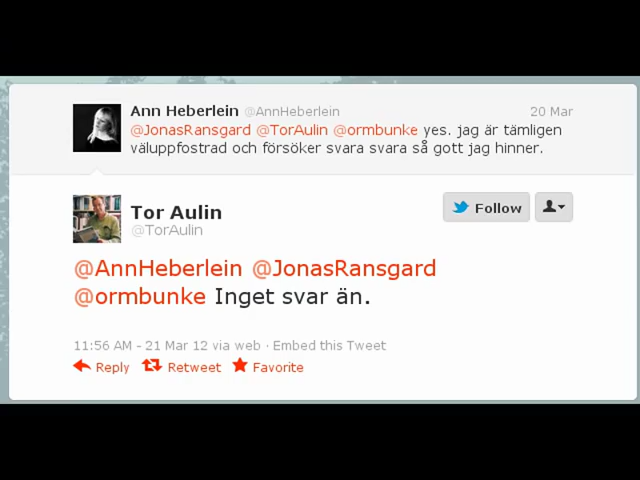 Ann Heberlein @AnnHeberlein 20 Mar
@JonasRansgard @TorAulin @ormbunke yes. jag är tämligen
väluppfostrad och försöker svara svara så gott jag hinner.
Tor Aulin
@TorAulin
Follow
@AnnHeberlein @JonasRansgard
@ormbunke Inget svar än.
11:56 AM - 21 Mar 12 via web · Embed this Tweet
Reply Retweet Favorite